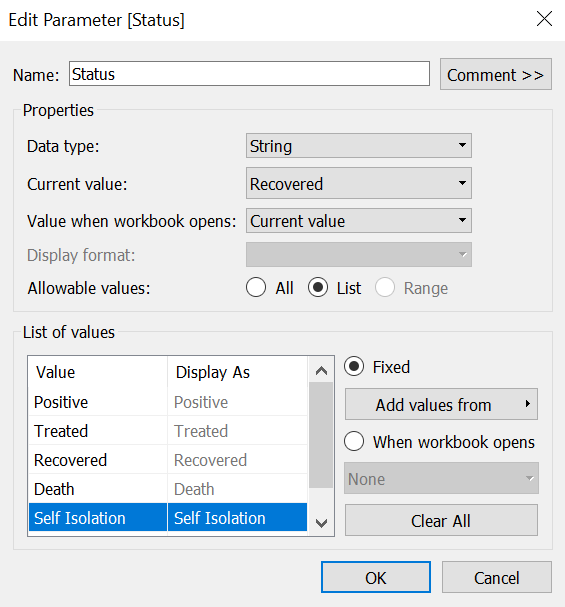 Edit Parameter [Status]
Name: Status Comment >>
Properties
Data type: String
Current value: Recovered
Value when workbook opens: Current value
Display format:
Allowable values: All List Range
List of values
Value Display As
Positive Positive
Treated Treated
Recovered Recovered
Death Death
Self Isolation Self Isolation
Fixed
Add values from
When workbook opens
None
Clear All
OK Cancel